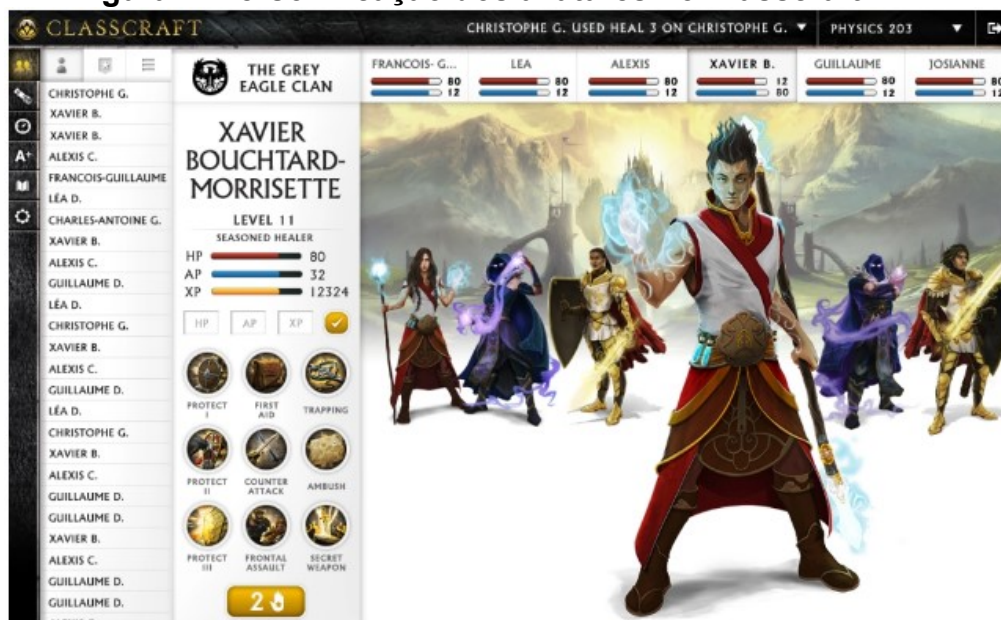 CLASSCRAFT
CHRISTOPHE G. USED HEAL 3 ON CHRISTOPHE G.
PHYSICS 203
CHRISTOPHE G.
XAVIER B.
XAVIER B.
ALEXIS C.
FRANCOIS-GUILLAUME
LÉA D.
CHARLES-ANTOINE G.
XAVIER B.
ALEXIS C.
GUILLAUME D.
LÉA D.
CHRISTOPHE G.
XAVIER B.
ALEXIS C.
GUILLAUME D.
LÉA D.
CHRISTOPHE G.
XAVIER B.
ALEXIS C.
GUILLAUME D.
GUILLAUME D.
XAVIER B.
ALEXIS C.
GUILLAUME D.
GUILLAUME D.
A+
THE GREY
EAGLE CLAN
XAVIER
BOUCHTARD-
MORRISETTE
LEVEL 11
SEASONED HEALER
HP 80
AP 32
XP 12324
HP AP XP
PROTECT I
FIRST AID
TRAPPING
PROTECT II
COUNTER ATTACK
AMBUSH
PROTECT III
FRONTAL ASSAULT
SECRET WEAPON
2
FRANCOIS- G...
80
12
LEA
80
12
ALEXIS
80
12
XAVIER B.
12
80
GUILLAUME
80
12
JOSIANNE
80
12